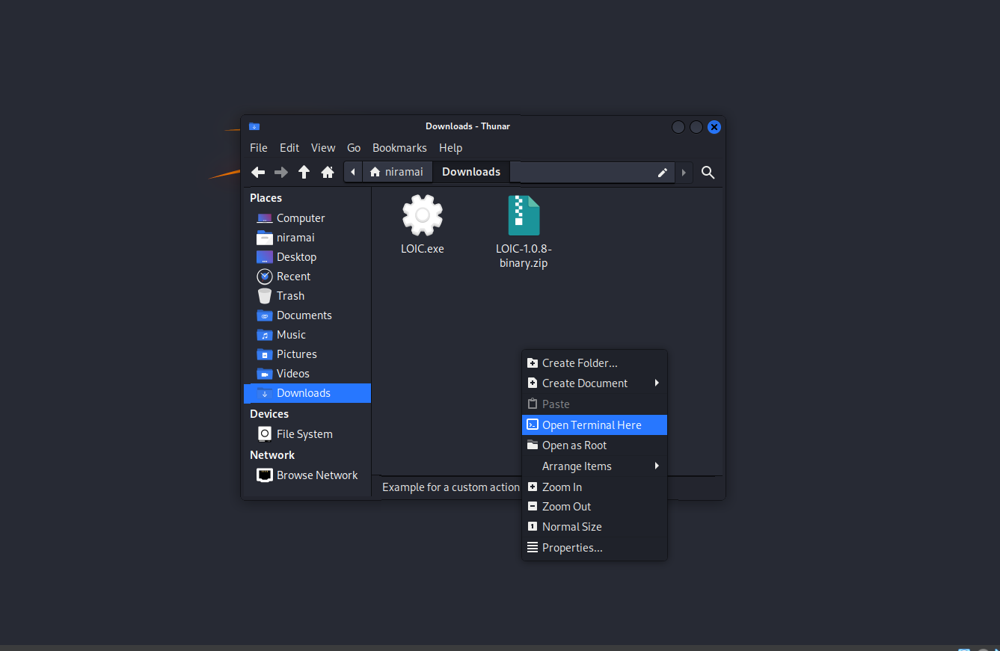 Downloads - Thunar
File Edit View Go Bookmarks Help
niramai Downloads
Places
Computer
niramai
Desktop
Recent
Trash
Documents
Music
Pictures
Videos
Downloads
Devices
File System
Network
Browse Network
LOIC.exe
LOIC-1.0.8-
binary.zip
Example for a custom action
Create Folder...
Create Document
Paste
Open Terminal Here
Open as Root
Arrange Items
Zoom In
Zoom Out
1 Normal Size
Properties...